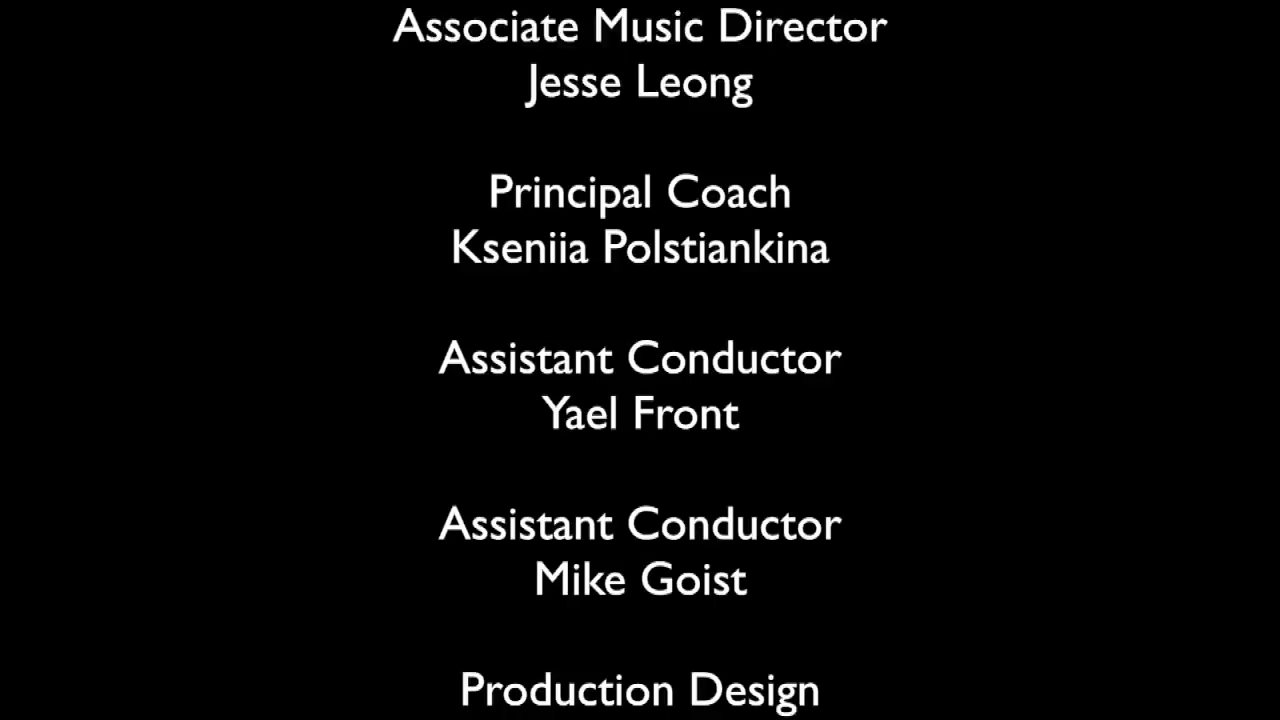 Associate Music Director
Jesse Leong
Principal Coach
Kseniia Polstiankina
Assistant Conductor
Yael Front
Assistant Conductor
Mike Goist
Production Design